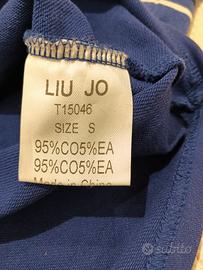 LIU JO
T15046
SIZE S
95%CO5%EA
95%CO5%EA
Made in China
subito